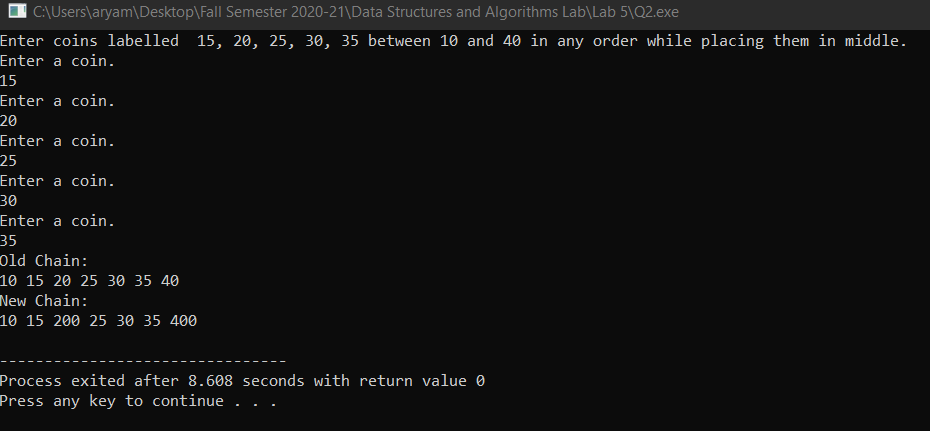 C:\Users\aryam\Desktop\Fall Semester 2020-21\Data Structures and Algorithms Lab\Lab 5\Q2.exe
Enter coins labelled  15, 20, 25, 30, 35 between 10 and 40 in any order while placing them in middle.
Enter a coin.
15
Enter a coin.
20
Enter a coin.
25
Enter a coin.
30
Enter a coin.
35
Old Chain:
10 15 20 25 30 35 40
New Chain:
10 15 200 25 30 35 400
--------------------------------
Process exited after 8.608 seconds with return value 0
Press any key to continue . . .